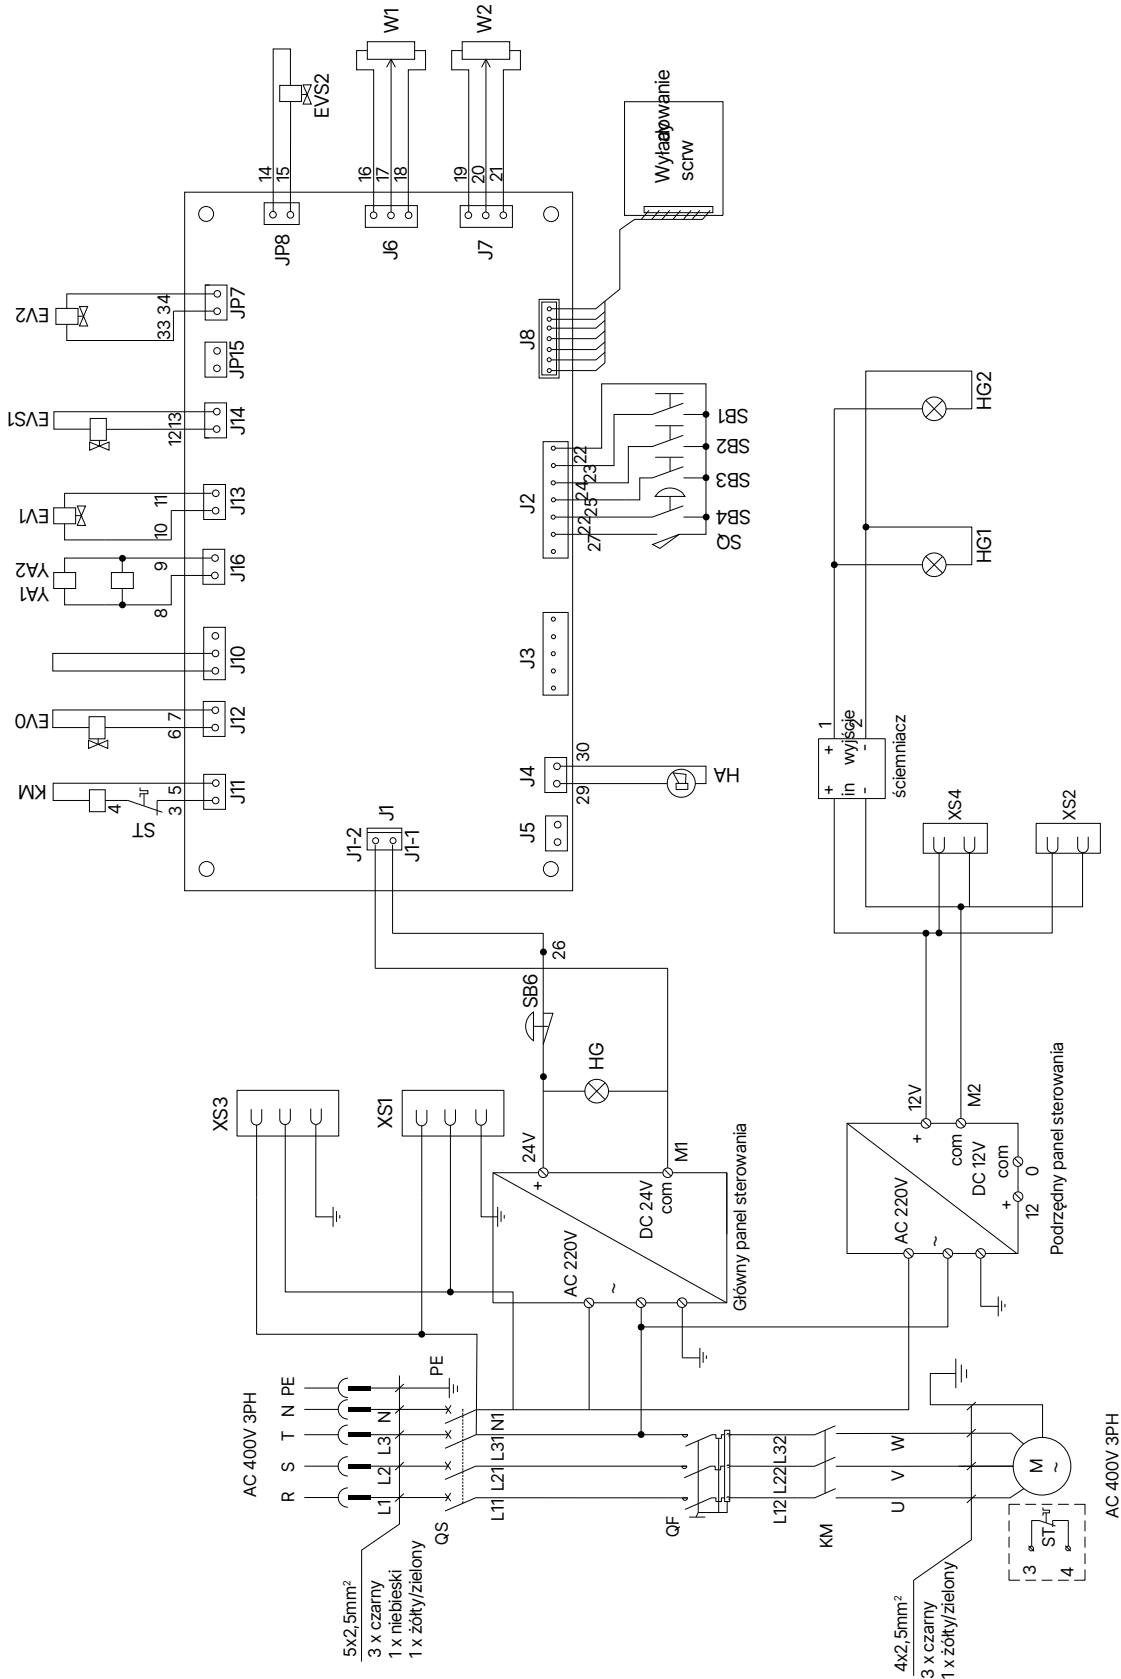 W1
W2
EVS2
14
15
16
17
18
19
20
21
JP8
J6
J7
Wyładowanie
scrw
EV2
33
34
JP7
JP15
EVS1
12
13
J14
EV1
10
11
J13
YA2
YA1
8
9
J16
J10
EV0
6
7
J12
KM
4
ST
3
5
J11
J8
J2
22
23
24
25
22
27
SB1
SB2
SB3
SB4
SQ
J3
J4
30
29
HA
J5
J1
J1-2
J1-1
26
SB6
HG
HG2
HG1
1
2
+
+
in
wyjście
-
-
ściemniacz
XS4
XS2
XS3
XS1
24V
M1
+
com
DC 24V
AC 220V
~
Główny panel sterowania
12V
M2
+
com
DC 12V
AC 220V
~
com
+
12
0
Podrzędny panel sterowania
AC 400V 3PH
R
S
T
N
PE
L1
L2
L3
N
PE
QS
L11
L21
L31
N1
QF
L12
L22
L32
KM
U
V
W
M
~
AC 400V 3PH
ST
3
4
5x2,5mm²
3 x czarny
1 x niebieski
1 x żółty/zielony
4x2,5mm²
3 x czarny
1 x żółty/zielony